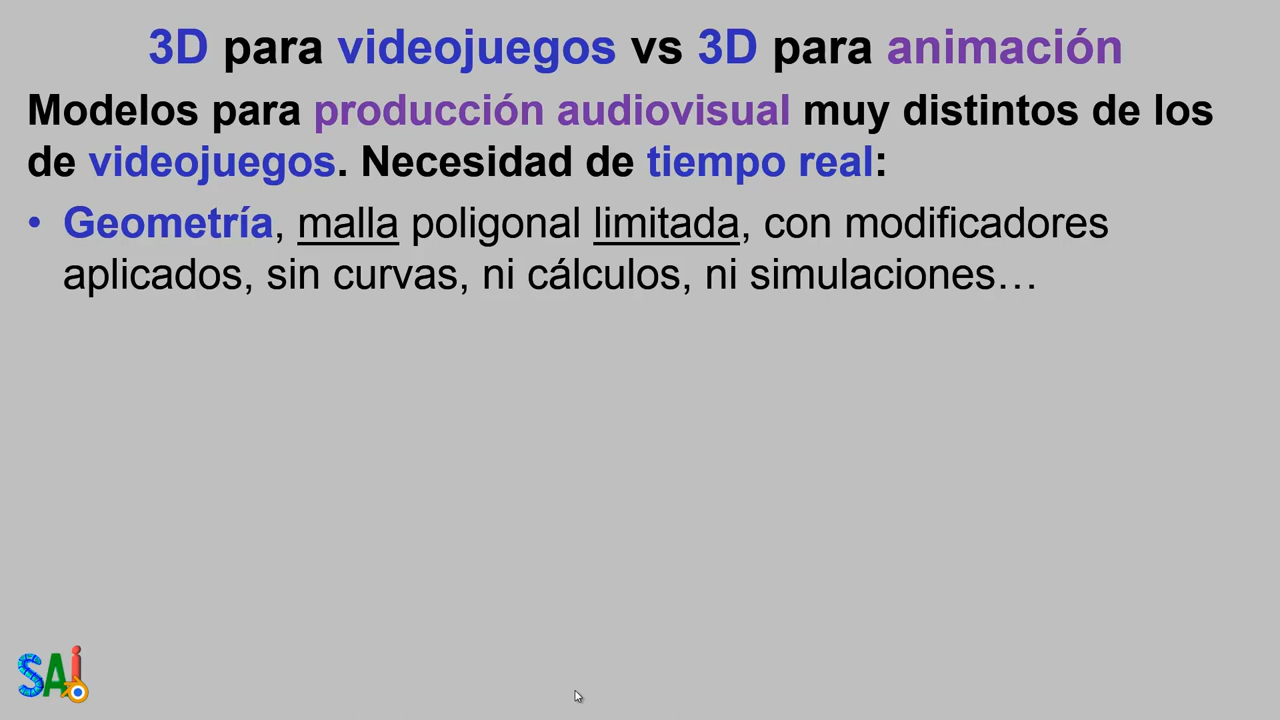 3D para videojuegos vs 3D para animación
Modelos para producción audiovisual muy distintos de los
de videojuegos. Necesidad de tiempo real:
• Geometría, malla poligonal limitada, con modificadores
aplicados, sin curvas, ni cálculos, ni simulaciones…
SAi